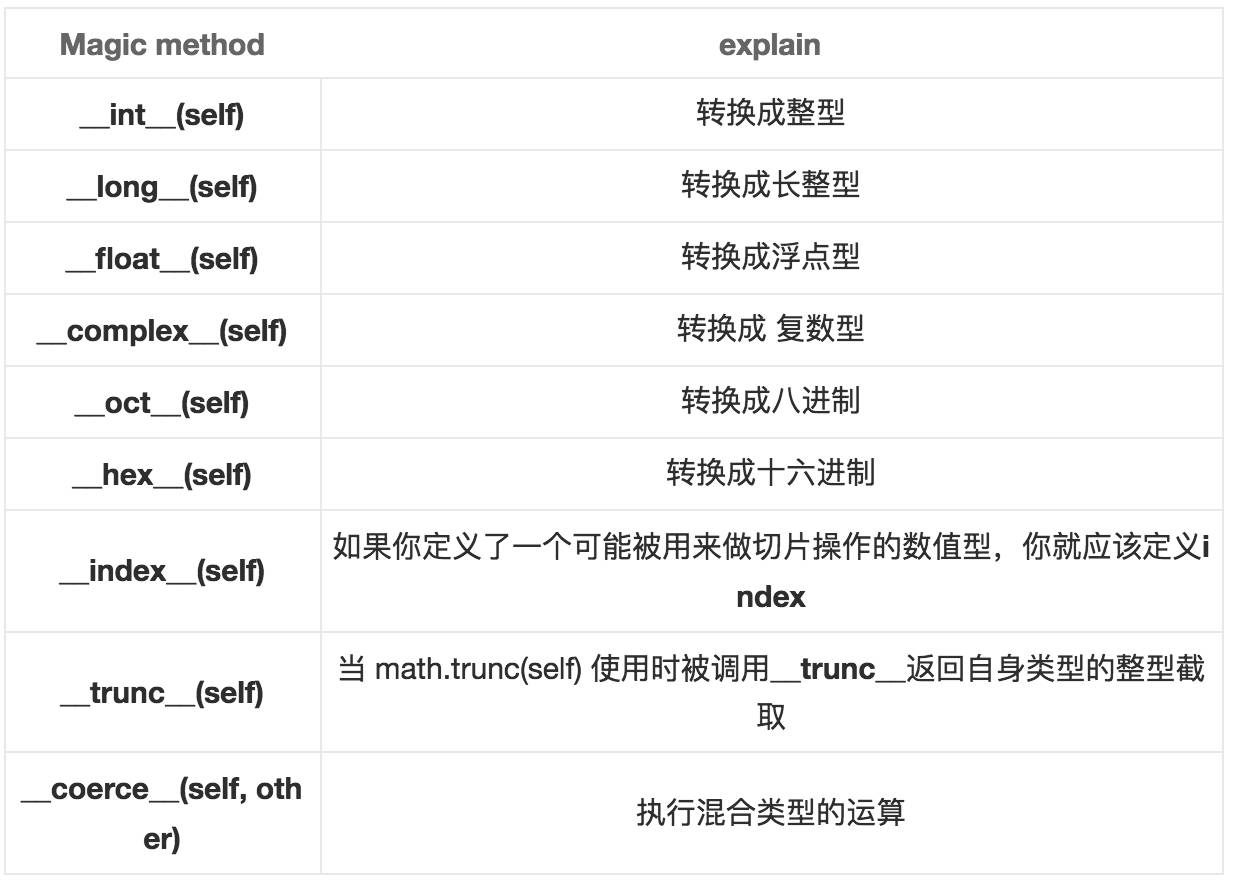 Magic method explain
__int__(self) 转换成整型
__long__(self) 转换成长整型
__float__(self) 转换成浮点型
__complex__(self) 转换成 复数型
__oct__(self) 转换成八进制
__hex__(self) 转换成十六进制
__index__(self) 如果你定义了一个可能被用来做切片操作的数值型，你就应该定义i
ndex
__trunc__(self) 当 math.trunc(self) 使用时被调用__trunc__返回自身类型的整型截
取
__coerce__(self, oth
er)
执行混合类型的运算